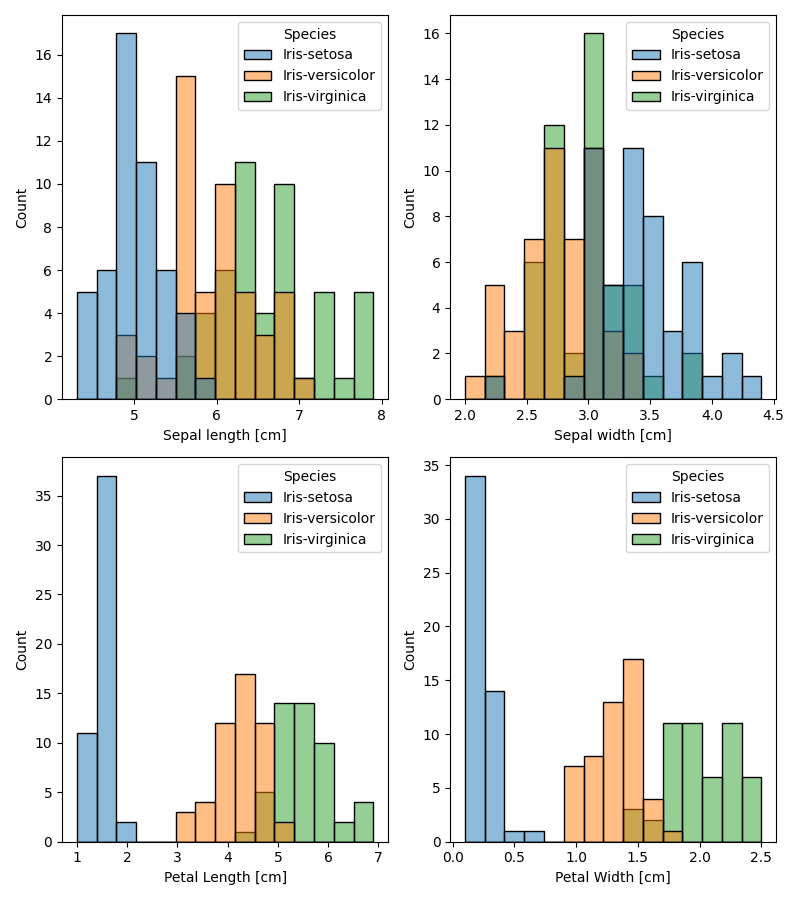 Count
16
14
12
10
8
6
4
2
0
Species
Iris-setosa
Iris-versicolor
Iris-virginica
5 6 7 8
Sepal length [cm]
Count
16
14
12
10
8
6
4
2
0
Species
Iris-setosa
Iris-versicolor
Iris-virginica
2.0 2.5 3.0 3.5 4.0 4.5
Sepal width [cm]
Count
35
30
25
20
15
10
5
0
Species
Iris-setosa
Iris-versicolor
Iris-virginica
1 2 3 4 5 6 7
Petal Length [cm]
Count
35
30
25
20
15
10
5
0
Species
Iris-setosa
Iris-versicolor
Iris-virginica
0.0 0.5 1.0 1.5 2.0 2.5
Petal Width [cm]